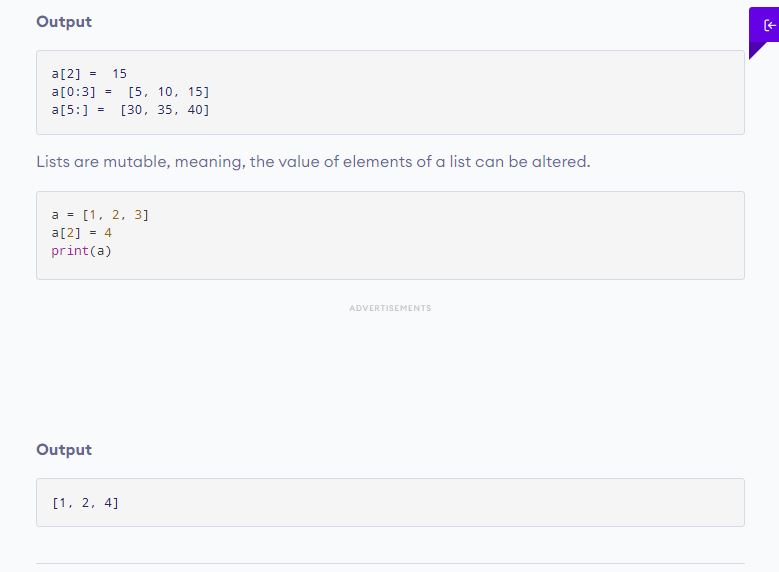 Output
a[2] =  15
a[0:3] =  [5, 10, 15]
a[5:] =  [30, 35, 40]
Lists are mutable, meaning, the value of elements of a list can be altered.
a = [1, 2, 3]
a[2] = 4
print(a)
ADVERTISEMENTS
Output
[1, 2, 4]